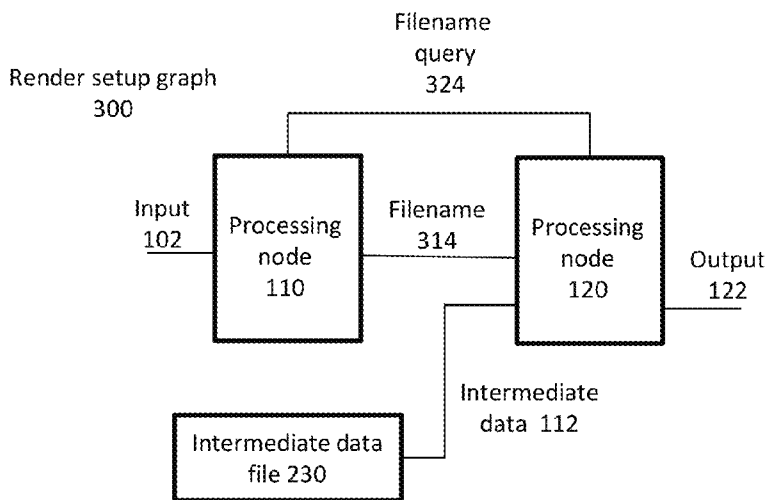 Filename
query
324
Render setup graph
300
Input
102
Processing
node
110
Filename
314
Processing
node
120
Output
122
Intermediate
data 112
Intermediate data
file 230